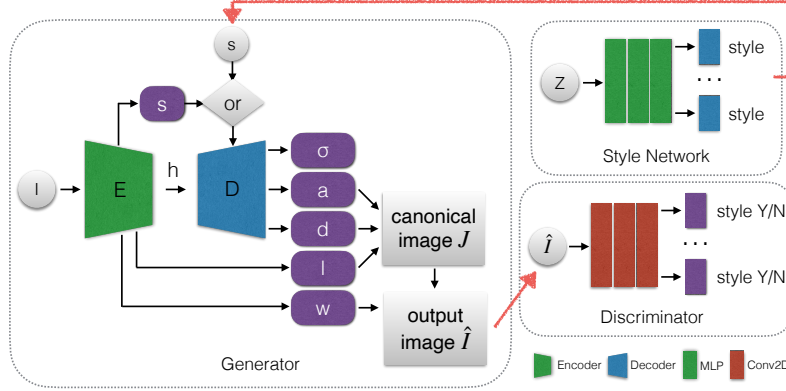 s
s
or
style
Z
...
style
Style Network
I
E
h
D
σ
a
d
l
w
canonical
image J
output
image Î
Generator
Î
style Y/N
...
style Y/N
Discriminator
Encoder
Decoder
MLP
Conv2D